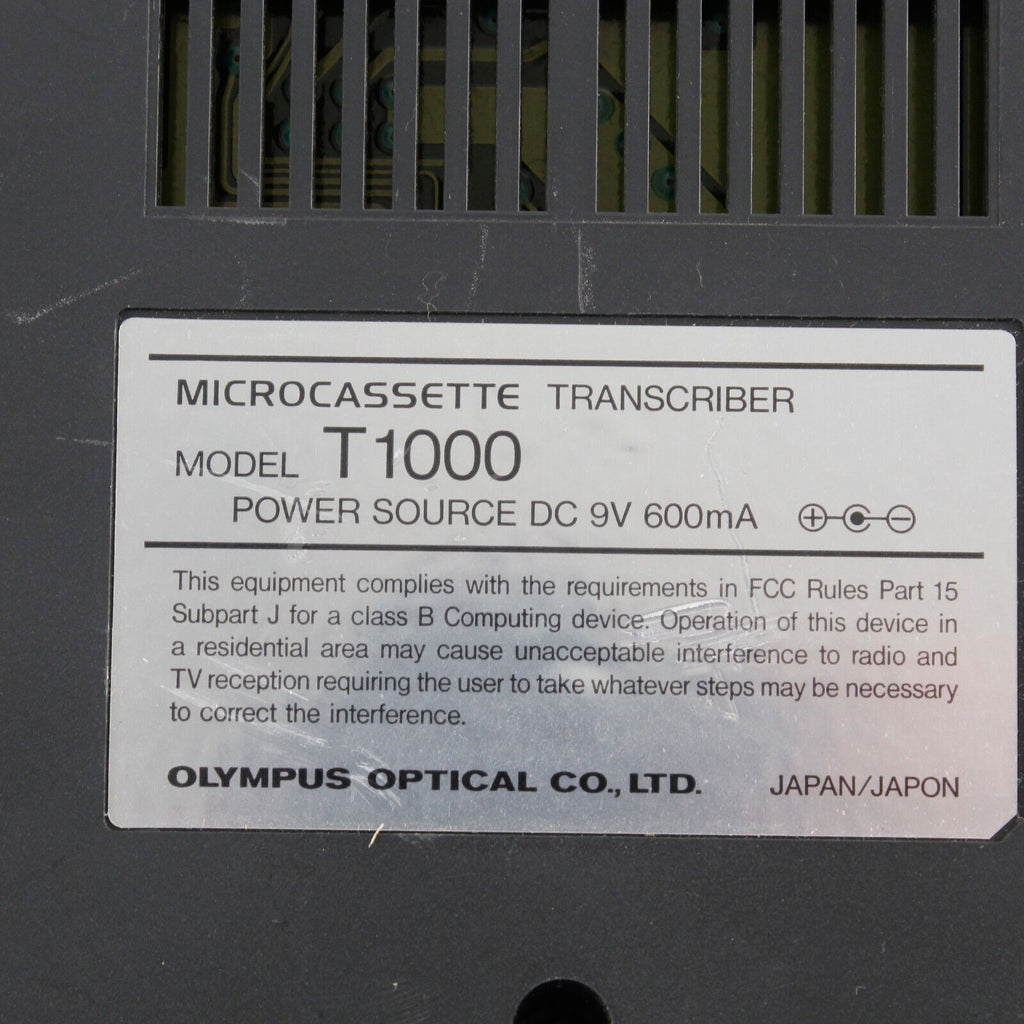 MICROCASSETTE TRANSCRIBER
MODEL T1000
POWER SOURCE DC 9V 600mA
This equipment complies with the requirements in FCC Rules Part 15
Subpart J for a class B Computing device. Operation of this device in
a residential area may cause unacceptable interference to radio and
TV reception requiring the user to take whatever steps may be necessary
to correct the interference.
OLYMPUS OPTICAL CO., LTD. JAPAN/JAPON